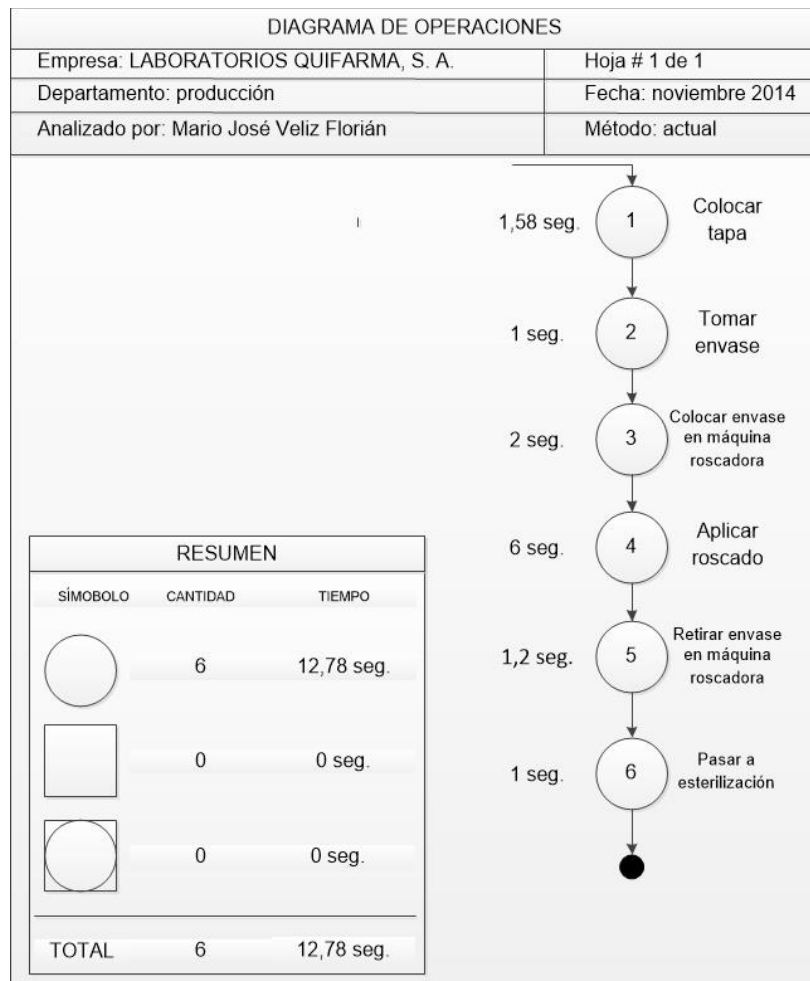 DIAGRAMA DE OPERACIONES
Empresa: LABORATORIOS QUIFARMA, S. A.
Hoja # 1 de 1
Departamento: producción
Fecha: noviembre 2014
Analizado por: Mario José Veliz Florián
Método: actual
1,58 seg.
1
Colocar
tapa
1 seg.
2
Tomar
envase
2 seg.
3
Colocar envase
en máquina
roscadora
6 seg.
4
Aplicar
roscado
1,2 seg.
5
Retirar envase
en máquina
roscadora
1 seg.
6
Pasar a
esterilización
RESUMEN
SÍMOBOLO CANTIDAD TIEMPO
6 12,78 seg.
0 0 seg.
0 0 seg.
TOTAL 6 12,78 seg.